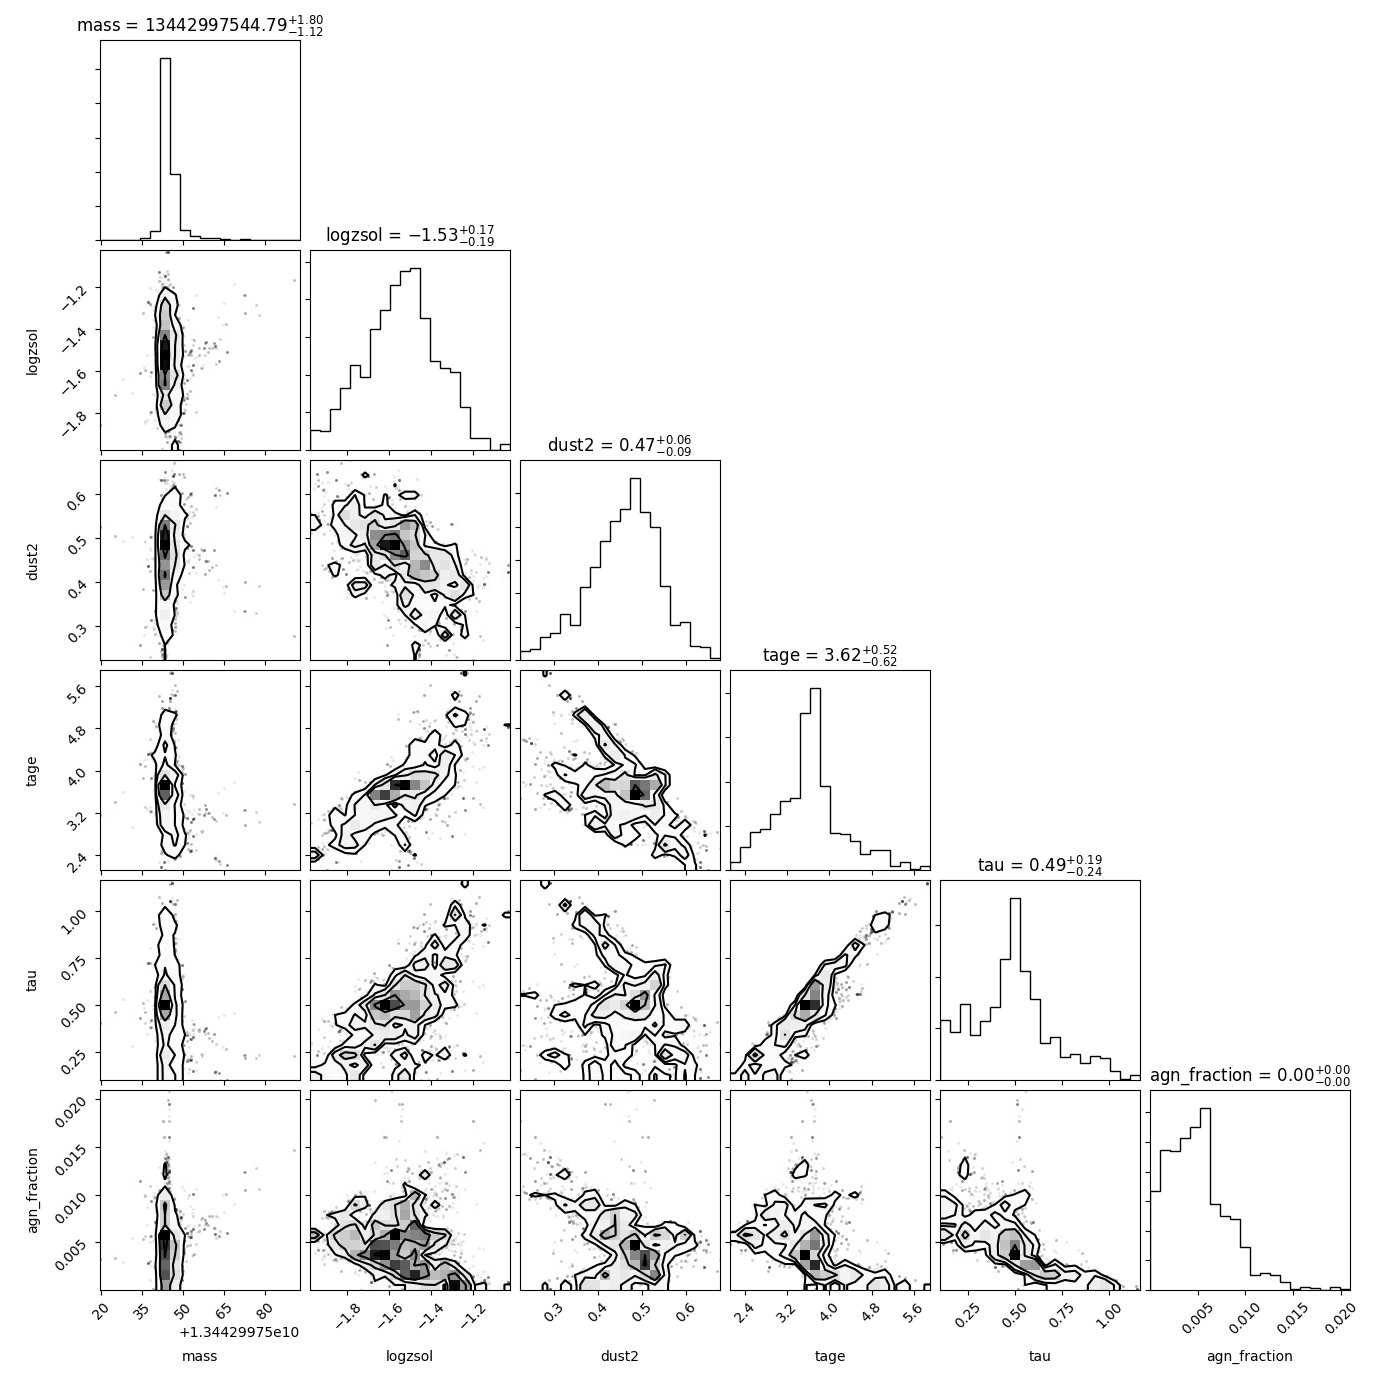 mass = 13442997544.79+1.80 −1.12
logzsol = −1.53+0.17 −0.19
−1.2
−1.4
−1.6
−1.8
logzsol
dust2 = 0.47+0.06 −0.09
0.6
0.5
0.4
0.3
dust2
tage = 3.62+0.52 −0.62
5.6
4.8
4.0
3.2
2.4
tage
tau = 0.49+0.19 −0.24
1.00
0.75
0.50
0.25
tau
agn_fraction = 0.00+0.00 −0.00
0.020
0.015
0.010
0.005
agn_fraction
20 35 50 65 80 −1.8 −1.6 −1.4 −1.2 0.3 0.4 0.5 0.6 2.4 3.2 4.0 4.8 5.6 0.25 0.50 0.75 1.00 0.005 0.010 0.015 0.020
+1.34429975e10
mass logzsol dust2 tage tau agn_fraction